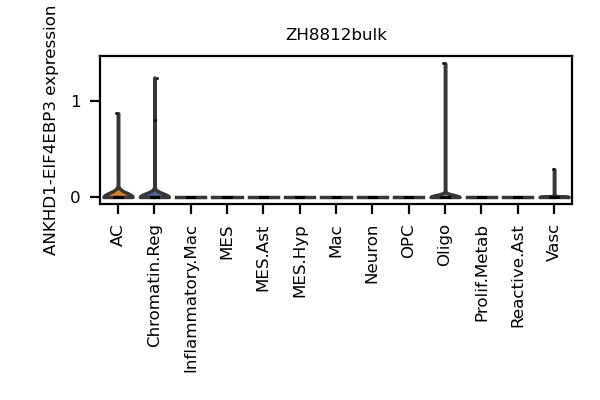 ZH8812bulk
ANKHD1-EIF4EBP3 expression
1
0
AC
Chromatin.Reg
Inflammatory.Mac
MES
MES.Ast
MES.Hyp
Mac
Neuron
OPC
Oligo
Prolif.Metab
Reactive.Ast
Vasc